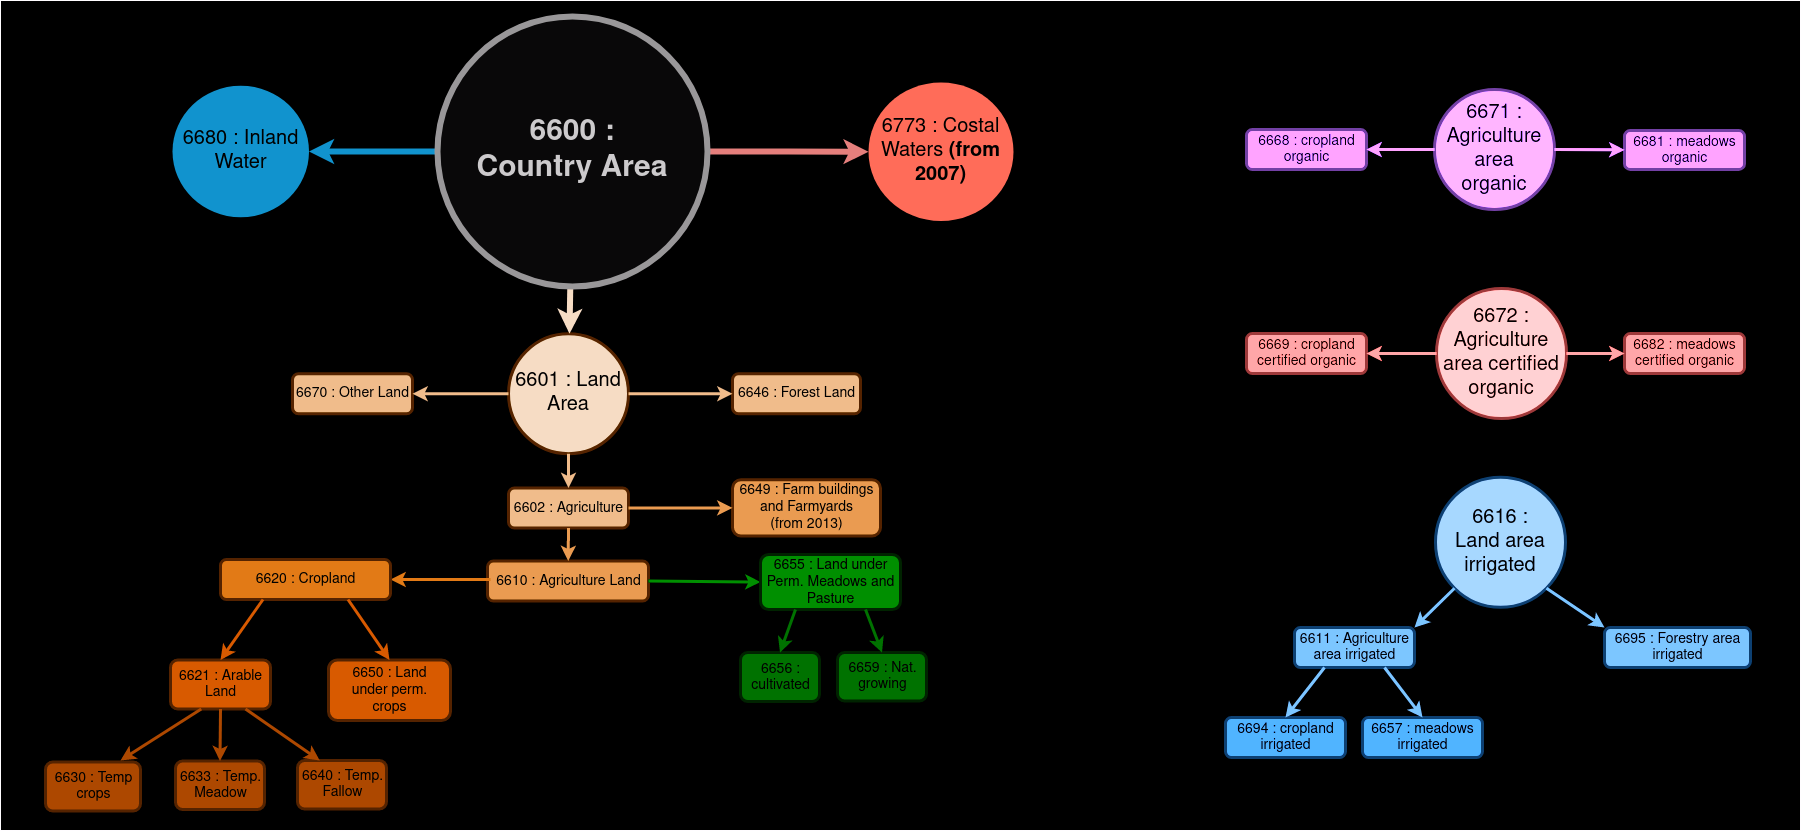 6600 :
Country Area
6680 : Inland
Water
6773 : Costal
Waters (from
2007)
6601 : Land
Area
6670 : Other Land
6646 : Forest Land
6602 : Agriculture
6649 : Farm buildings
and Farmyards
(from 2013)
6620 : Cropland
6610 : Agriculture Land
6655 : Land under
Perm. Meadows and
Pasture
6621 : Arable
Land
6650 : Land
under perm.
crops
6656 :
cultivated
6659 : Nat.
growing
6630 : Temp
crops
6633 : Temp.
Meadow
6640 : Temp.
Fallow
6671 :
Agriculture
area
organic
6668 : cropland
organic
6681 : meadows
organic
6672 :
Agriculture
area certified
organic
6669 : cropland
certified organic
6682 : meadows
certified organic
6616 :
Land area
irrigated
6611 : Agriculture
area irrigated
6695 : Forestry area
irrigated
6694 : cropland
irrigated
6657 : meadows
irrigated